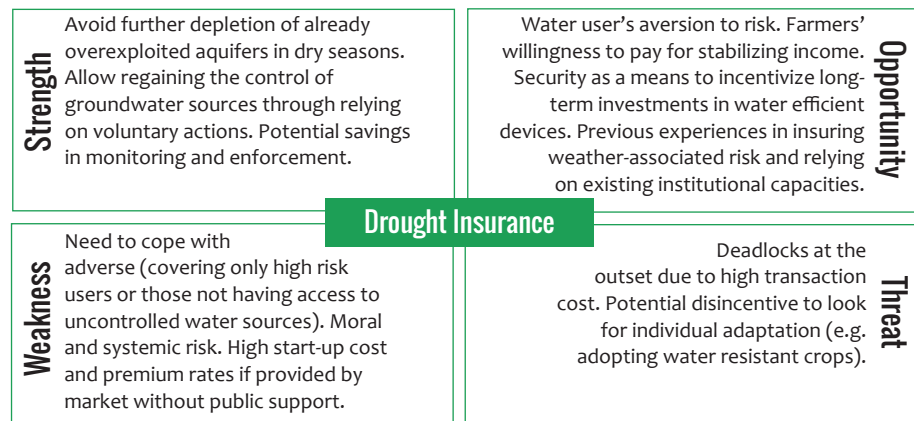 Strength
Avoid further depletion of already
overexploited aquifers in dry seasons.
Allow regaining the control of
groundwater sources through relying
on voluntary actions. Potential savings
in monitoring and enforcement.
Opportunity
Water user’s aversion to risk. Farmers’
willingness to pay for stabilizing income.
Security as a means to incentivize long-
term investments in water efficient
devices. Previous experiences in insuring
weather-associated risk and relying
on existing institutional capacities.
Drought Insurance
Weakness
Need to cope with
adverse (covering only high risk
users or those not having access to
uncontrolled water sources). Moral
and systemic risk. High start-up cost
and premium rates if provided by
market without public support.
Threat
Deadlocks at the
outset due to high transaction
cost. Potential disincentive to look
for individual adaptation (e.g.
adopting water resistant crops).